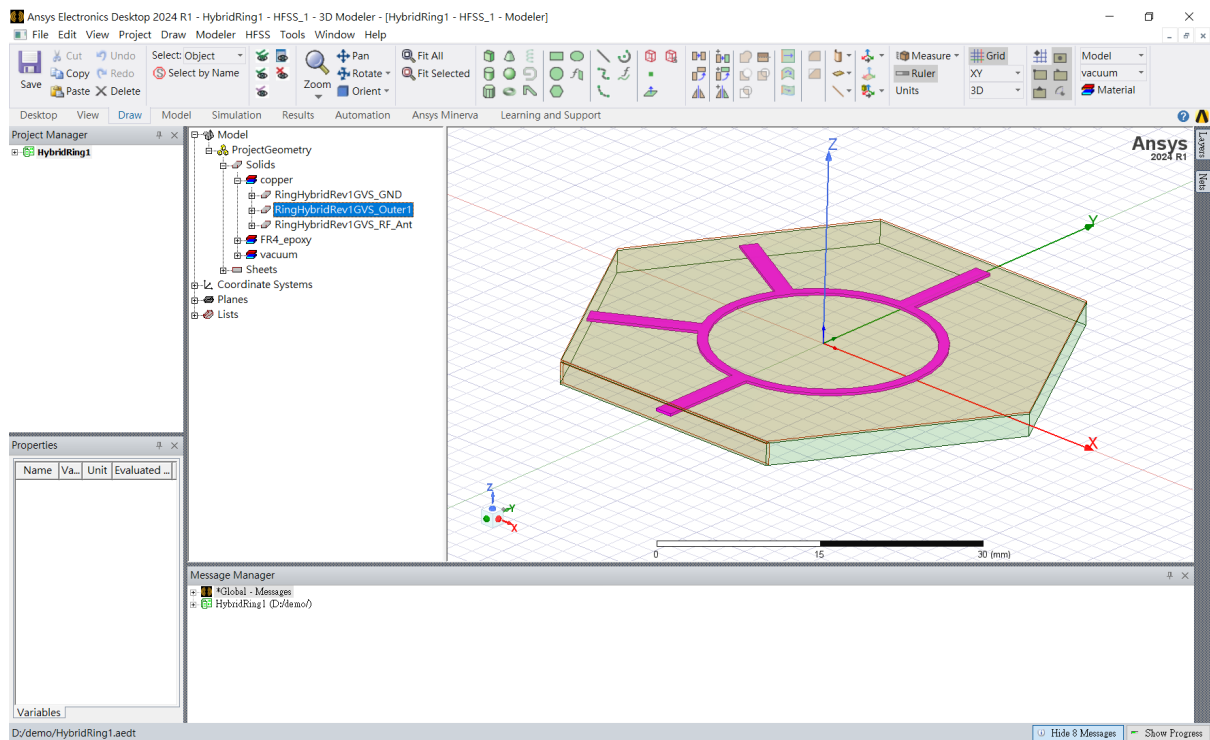 Ansys Electronics Desktop 2024 R1 - HybridRing1 - HFSS_1 - 3D Modeler - [HybridRing1 - HFSS_1 - Modeler]
File Edit View Project Draw Modeler HFSS Tools Window Help
Save
Cut
Copy
Paste
Undo
Redo
Delete
Select: Object
Select by Name
Zoom
Pan
Rotate
Orient
Fit All
Fit Selected
Measure
Ruler
Units
Grid
XY
3D
Model
vacuum
Material
Desktop View Draw Model Simulation Results Automation Ansys Minerva Learning and Support
Project Manager
HybridRing1
Model
ProjectGeometry
Solids
copper
RingHybridRev1GVS_GND
RingHybridRev1GVS_Outer1
RingHybridRev1GVS_RF_Ant
FR4_epoxy
vacuum
Sheets
Coordinate Systems
Planes
Lists
Ansys
2024 R1
Layers
Nets
Z
Y
X
Z
Y
X
0 15 30 (mm)
Properties
Name Va... Unit Evaluated ...
Variables
Message Manager
*Global - Messages
HybridRing1 (D:/demo/)
D:/demo/HybridRing1.aedt
Hide 8 Messages
Show Progress